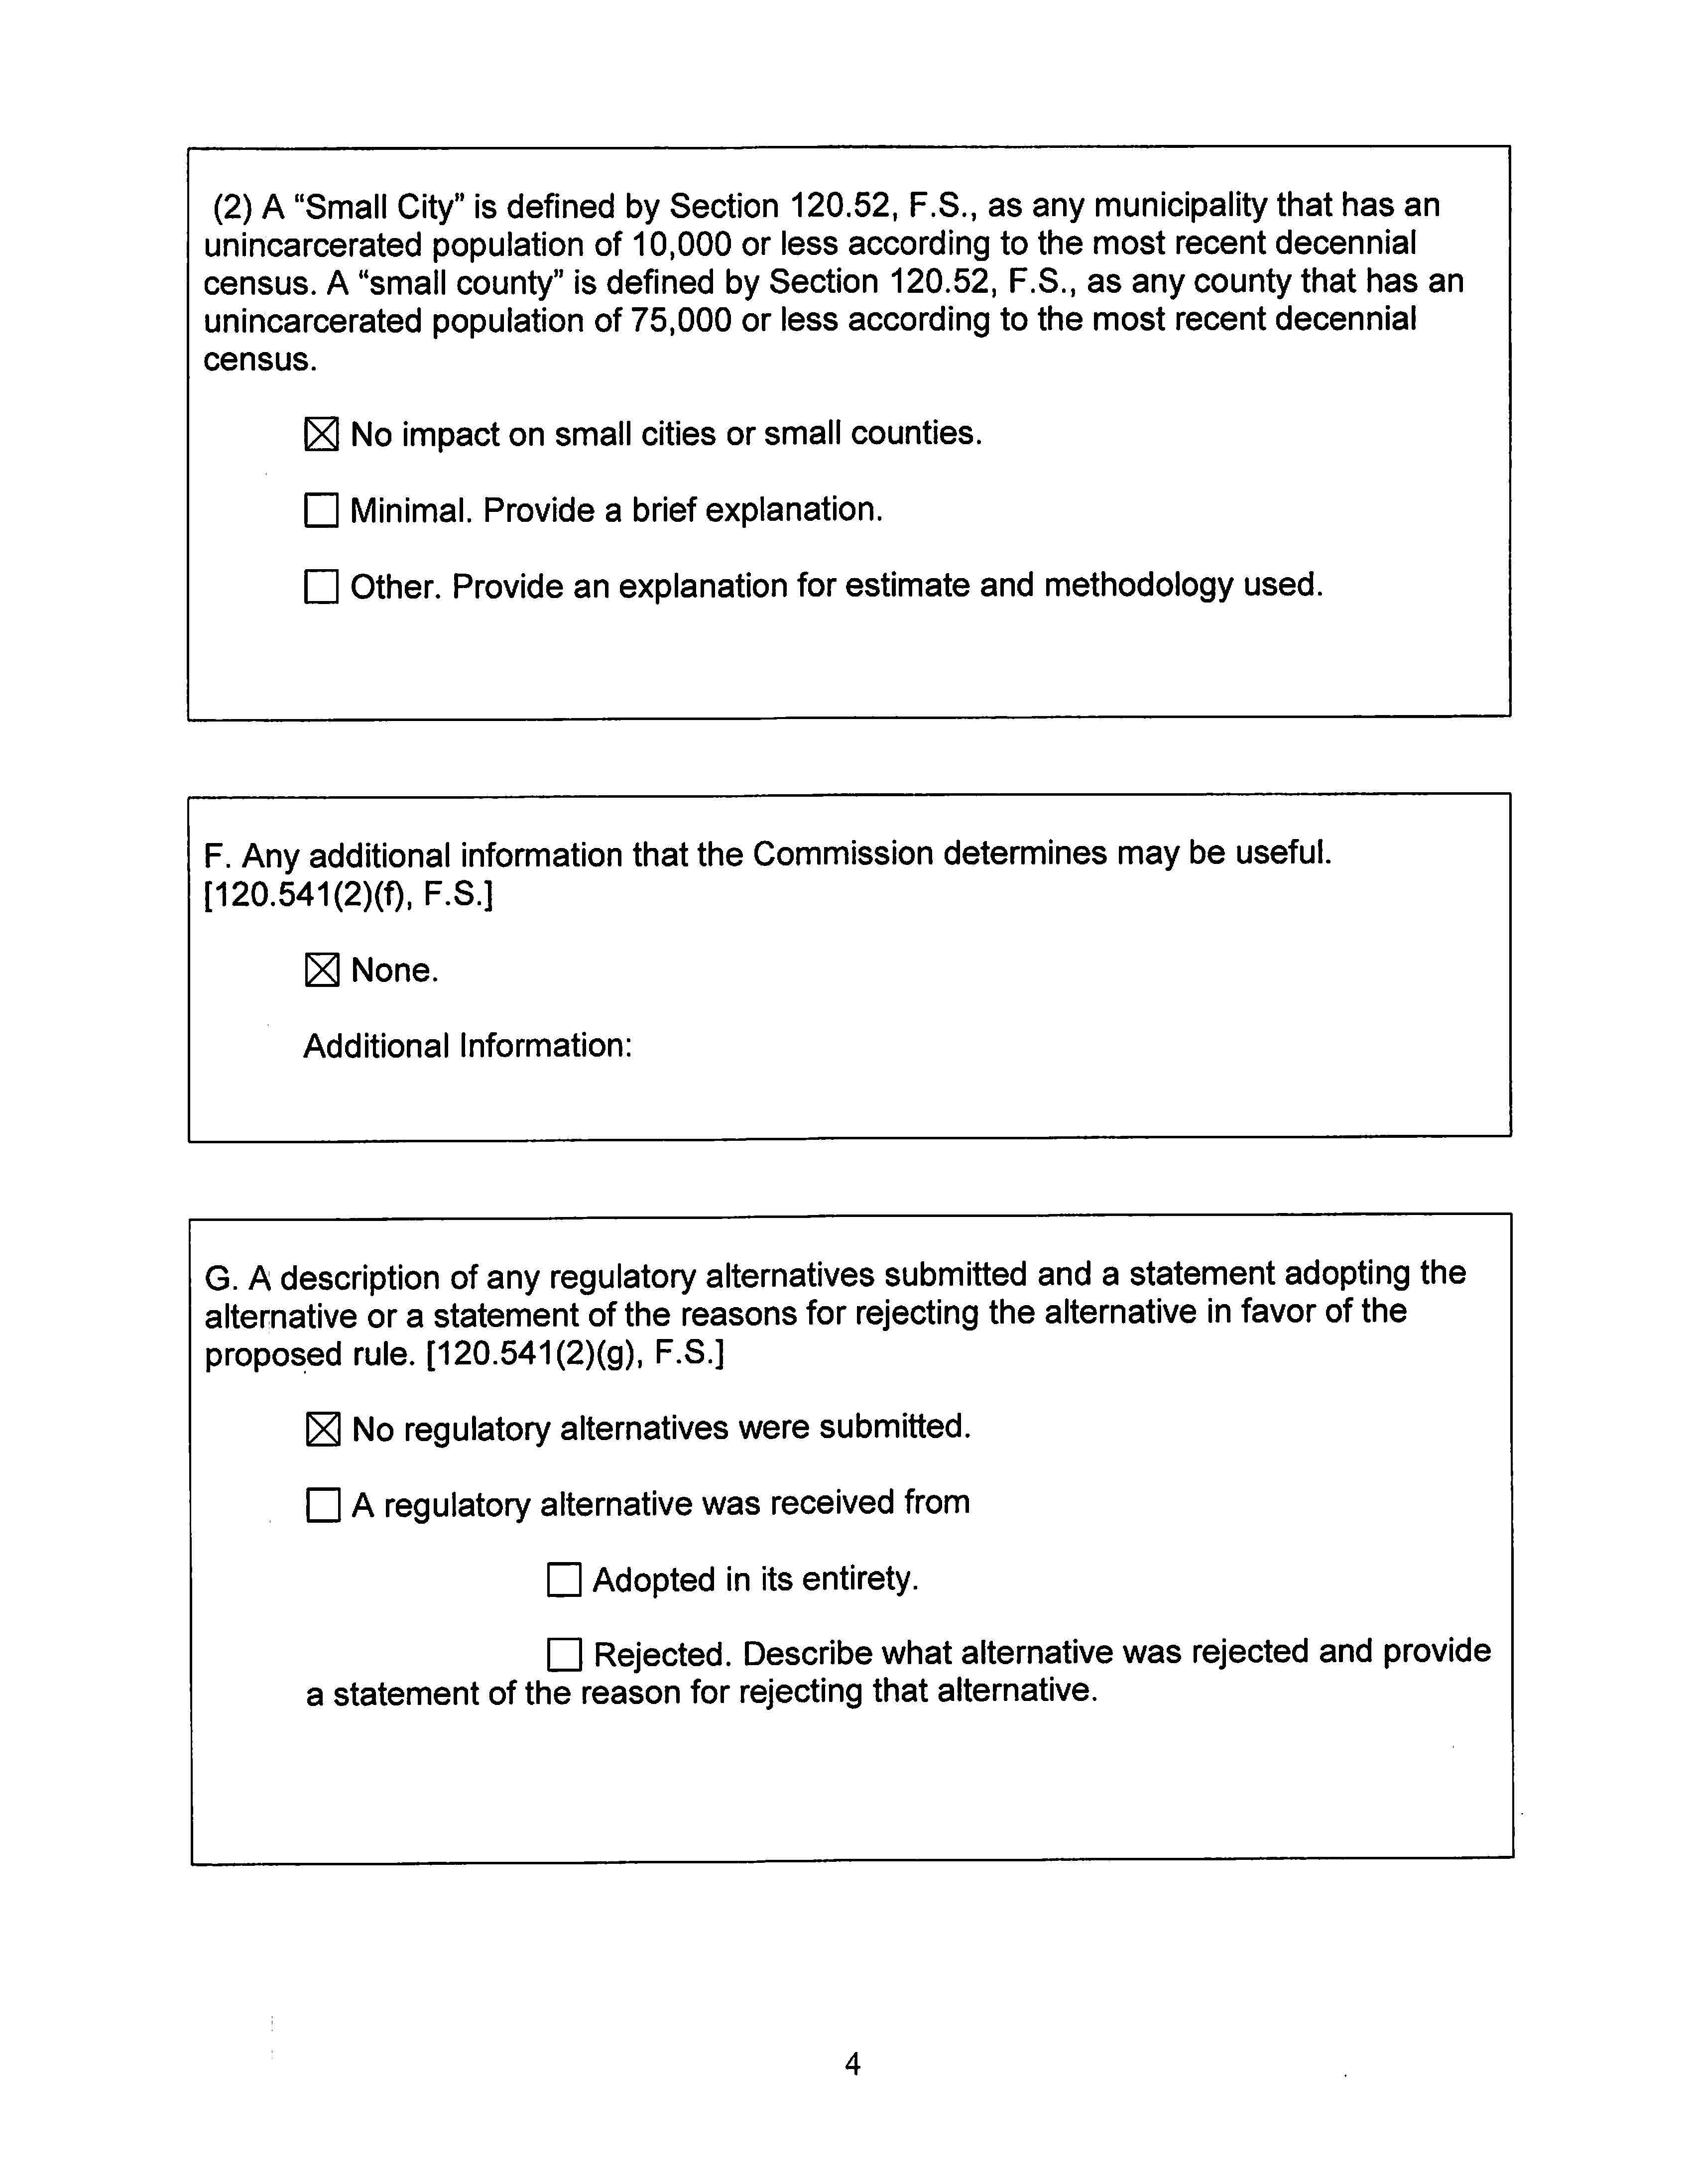 (2) A “Small City” is defined by Section 120.52, F.S., as any municipality that has an
unincarcerated population of 10,000 or less according to the most recent decennial
census. A “small county” is defined by Section 120.52, F.S., as any county that has an
unincarcerated population of 75,000 or less according to the most recent decennial
census.
☒ No impact on small cities or small counties.
☐ Minimal. Provide a brief explanation.
☐ Other. Provide an explanation for estimate and methodology used.
F. Any additional information that the Commission determines may be useful.
[120.541(2)(f), F.S.]
☒ None.
Additional Information:
G. A description of any regulatory alternatives submitted and a statement adopting the
alternative or a statement of the reasons for rejecting the alternative in favor of the
proposed rule. [120.541(2)(g), F.S.]
☒ No regulatory alternatives were submitted.
☐ A regulatory alternative was received from
☐ Adopted in its entirety.
☐ Rejected. Describe what alternative was rejected and provide
a statement of the reason for rejecting that alternative.
4